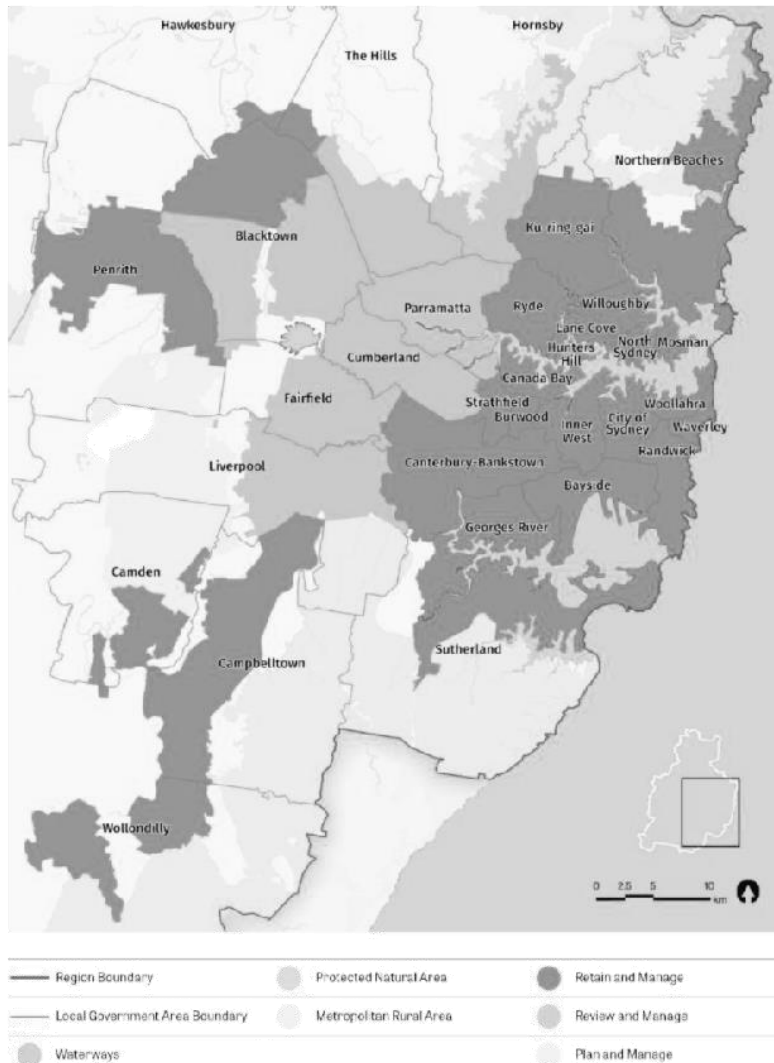 Hawkesbury
The Hills
Hornsby
Northern Beaches
Ku-ring-gai
Blacktown
Penrith
Parramatta
Ryde
Willoughby
Lane Cove
Hunters
Hill
North
Sydney
Mosman
Cumberland
Canada Bay
Fairfield
Strathfield
Burwood
Inner
West
City of
Sydney
Woollahra
Waverley
Randwick
Liverpool
Canterbury-Bankstown
Bayside
Georges River
Camden
Sutherland
Campbelltown
Wollondilly
0 2.5 5 10
km
Region Boundary
Protected Natural Area
Retain and Manage
Local Government Area Boundary
Metropolitan Rural Area
Review and Manage
Waterways
Plan and Manage